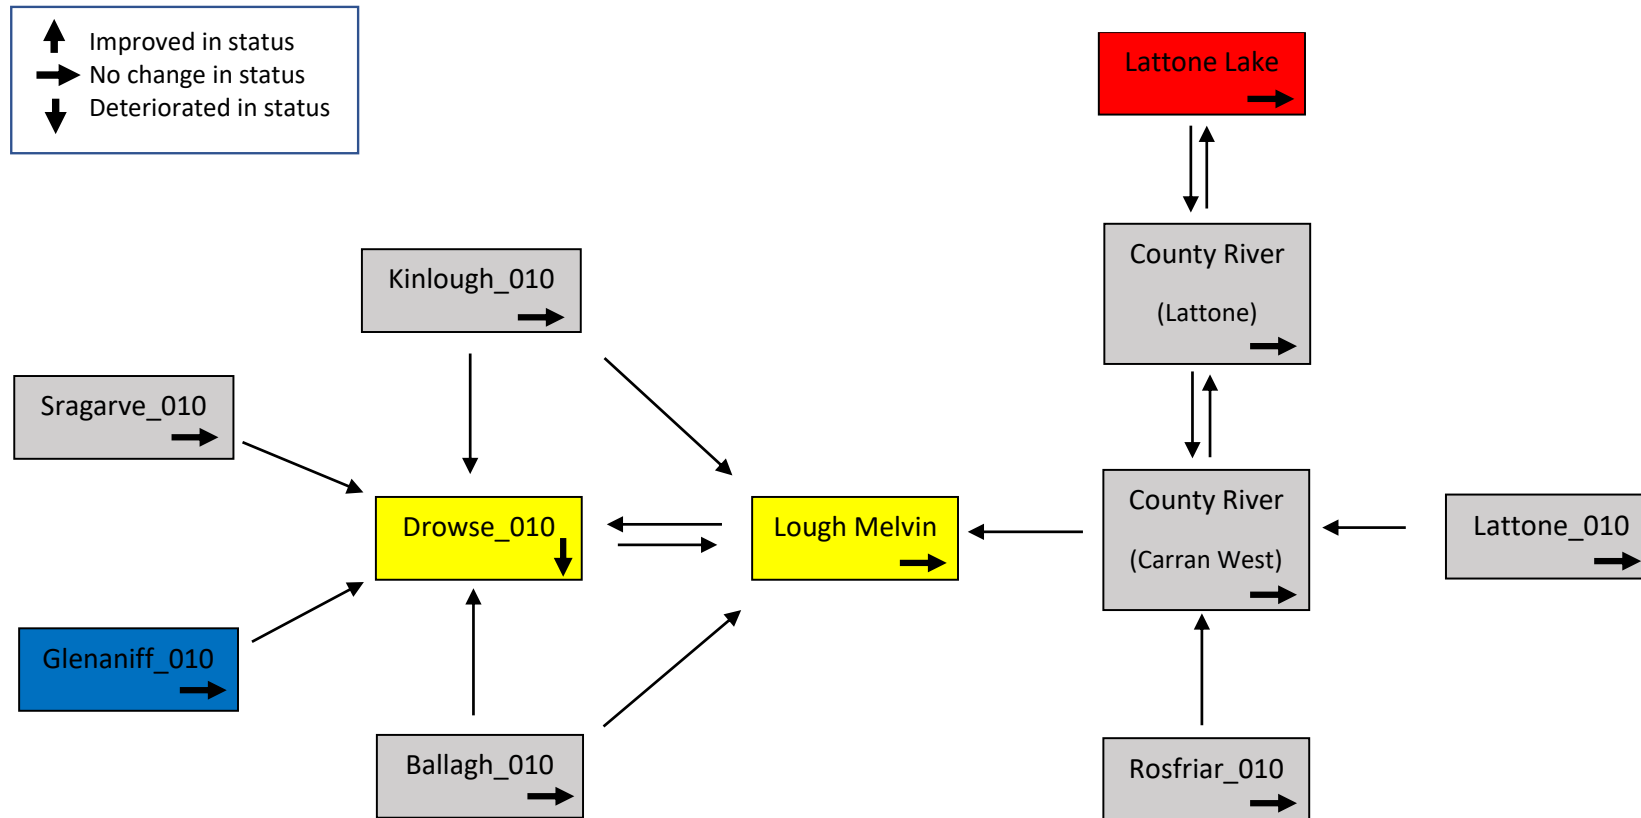 Improved in status
No change in status
Deteriorated in status
Lattone Lake
County River
(Lattone)
Kinlough_010
Sragarve_010
Drowse_010
Lough Melvin
County River
(Carran West)
Lattone_010
Glenaniff_010
Ballagh_010
Rosfriar_010